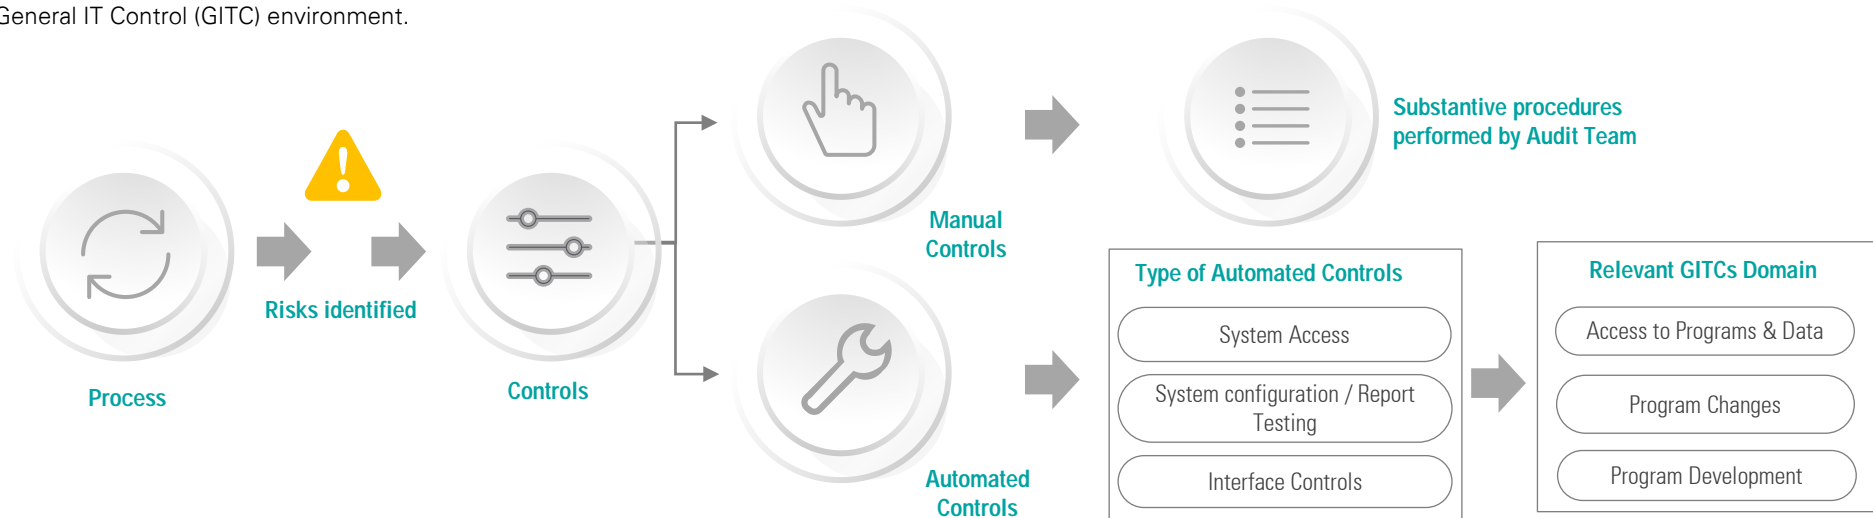 General IT Control (GITC) environment.
Substantive procedures
performed by Audit Team
Manual
Controls
Risks identified
Process
Controls
Automated
Controls
Type of Automated Controls
System Access
System configuration / Report
Testing
Interface Controls
Relevant GITCs Domain
Access to Programs & Data
Program Changes
Program Development